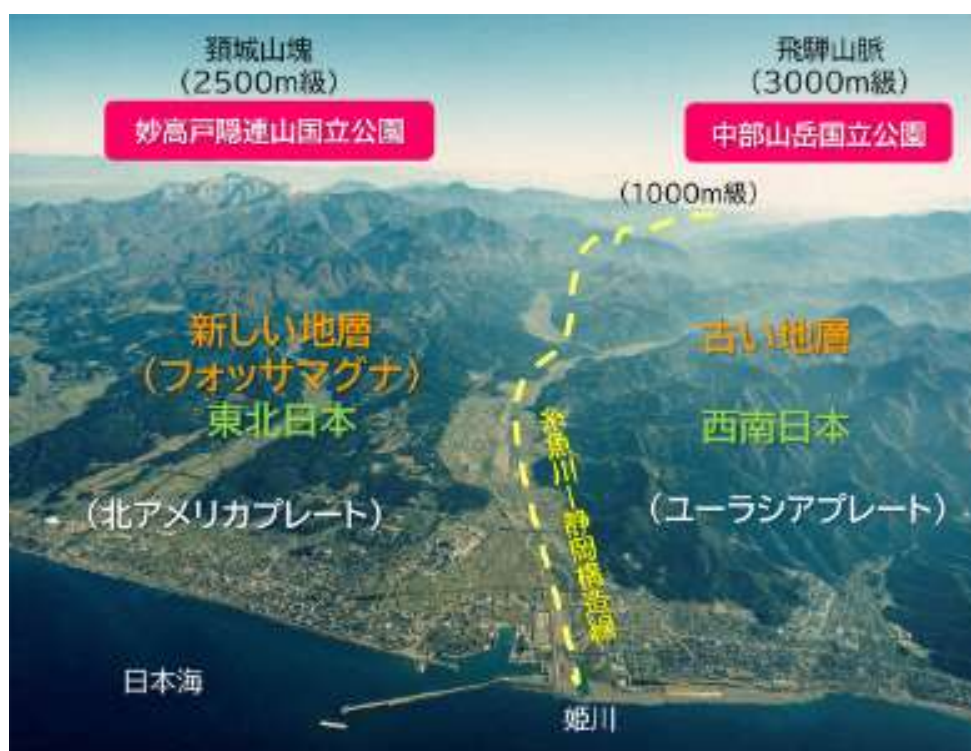 頚城山塊
(2500m級)
妙高戸隠連山国立公園
飛騨山脈
(3000m級)
中部山岳国立公園
(1000m級)
新しい地層
(フォッサマグナ)
東北日本
(北アメリカプレート)
古い地層
西南日本
(ユーラシアプレート)
糸魚川−静岡構造線
日本海
姫川